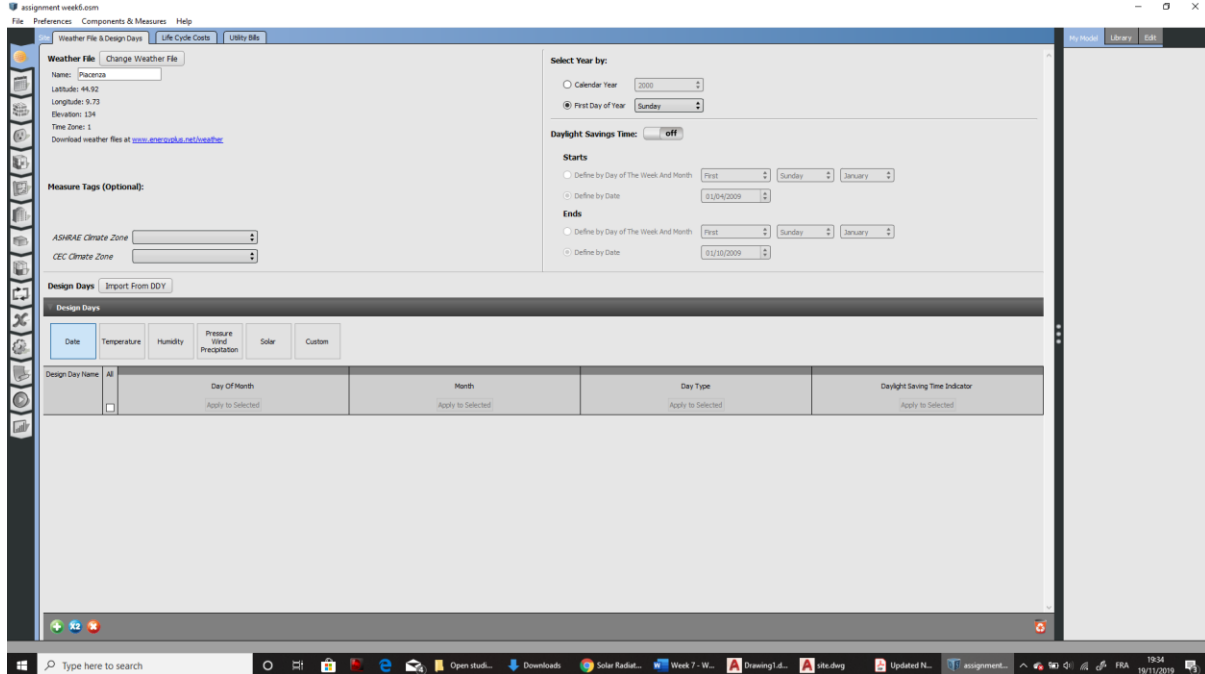 assignment week6.osm
File Preferences Components & Measures Help
Site Weather File & Design Days Life Cycle Costs Utility Bills
My Model Library Edit
Weather File Change Weather File
Name: Piacenza
Latitude: 44.92
Longitude: 9.73
Elevation: 134
Time Zone: 1
Download weather files at www.energyplus.net/weather
Measure Tags (Optional):
ASHRAE Climate Zone
CEC Climate Zone
Select Year by:
Calendar Year 2000
First Day of Year Sunday
Daylight Savings Time: off
Starts
Define by Day of The Week And Month First Sunday January
Define by Date 01/04/2009
Ends
Define by Day of The Week And Month First Sunday January
Define by Date 01/10/2009
Design Days Import From DDY
Design Days
Date Temperature Humidity Pressure Wind Precipitation Solar Custom
Design Day Name All Day Of Month Month Day Type Daylight Saving Time Indicator
Apply to Selected Apply to Selected Apply to Selected Apply to Selected
X2
Type here to search
Open studi... Downloads Solar Radiat... Week 7 - W... Drawing1.d... site.dwg Updated N... assignment... FRA 19:34
19/11/2019